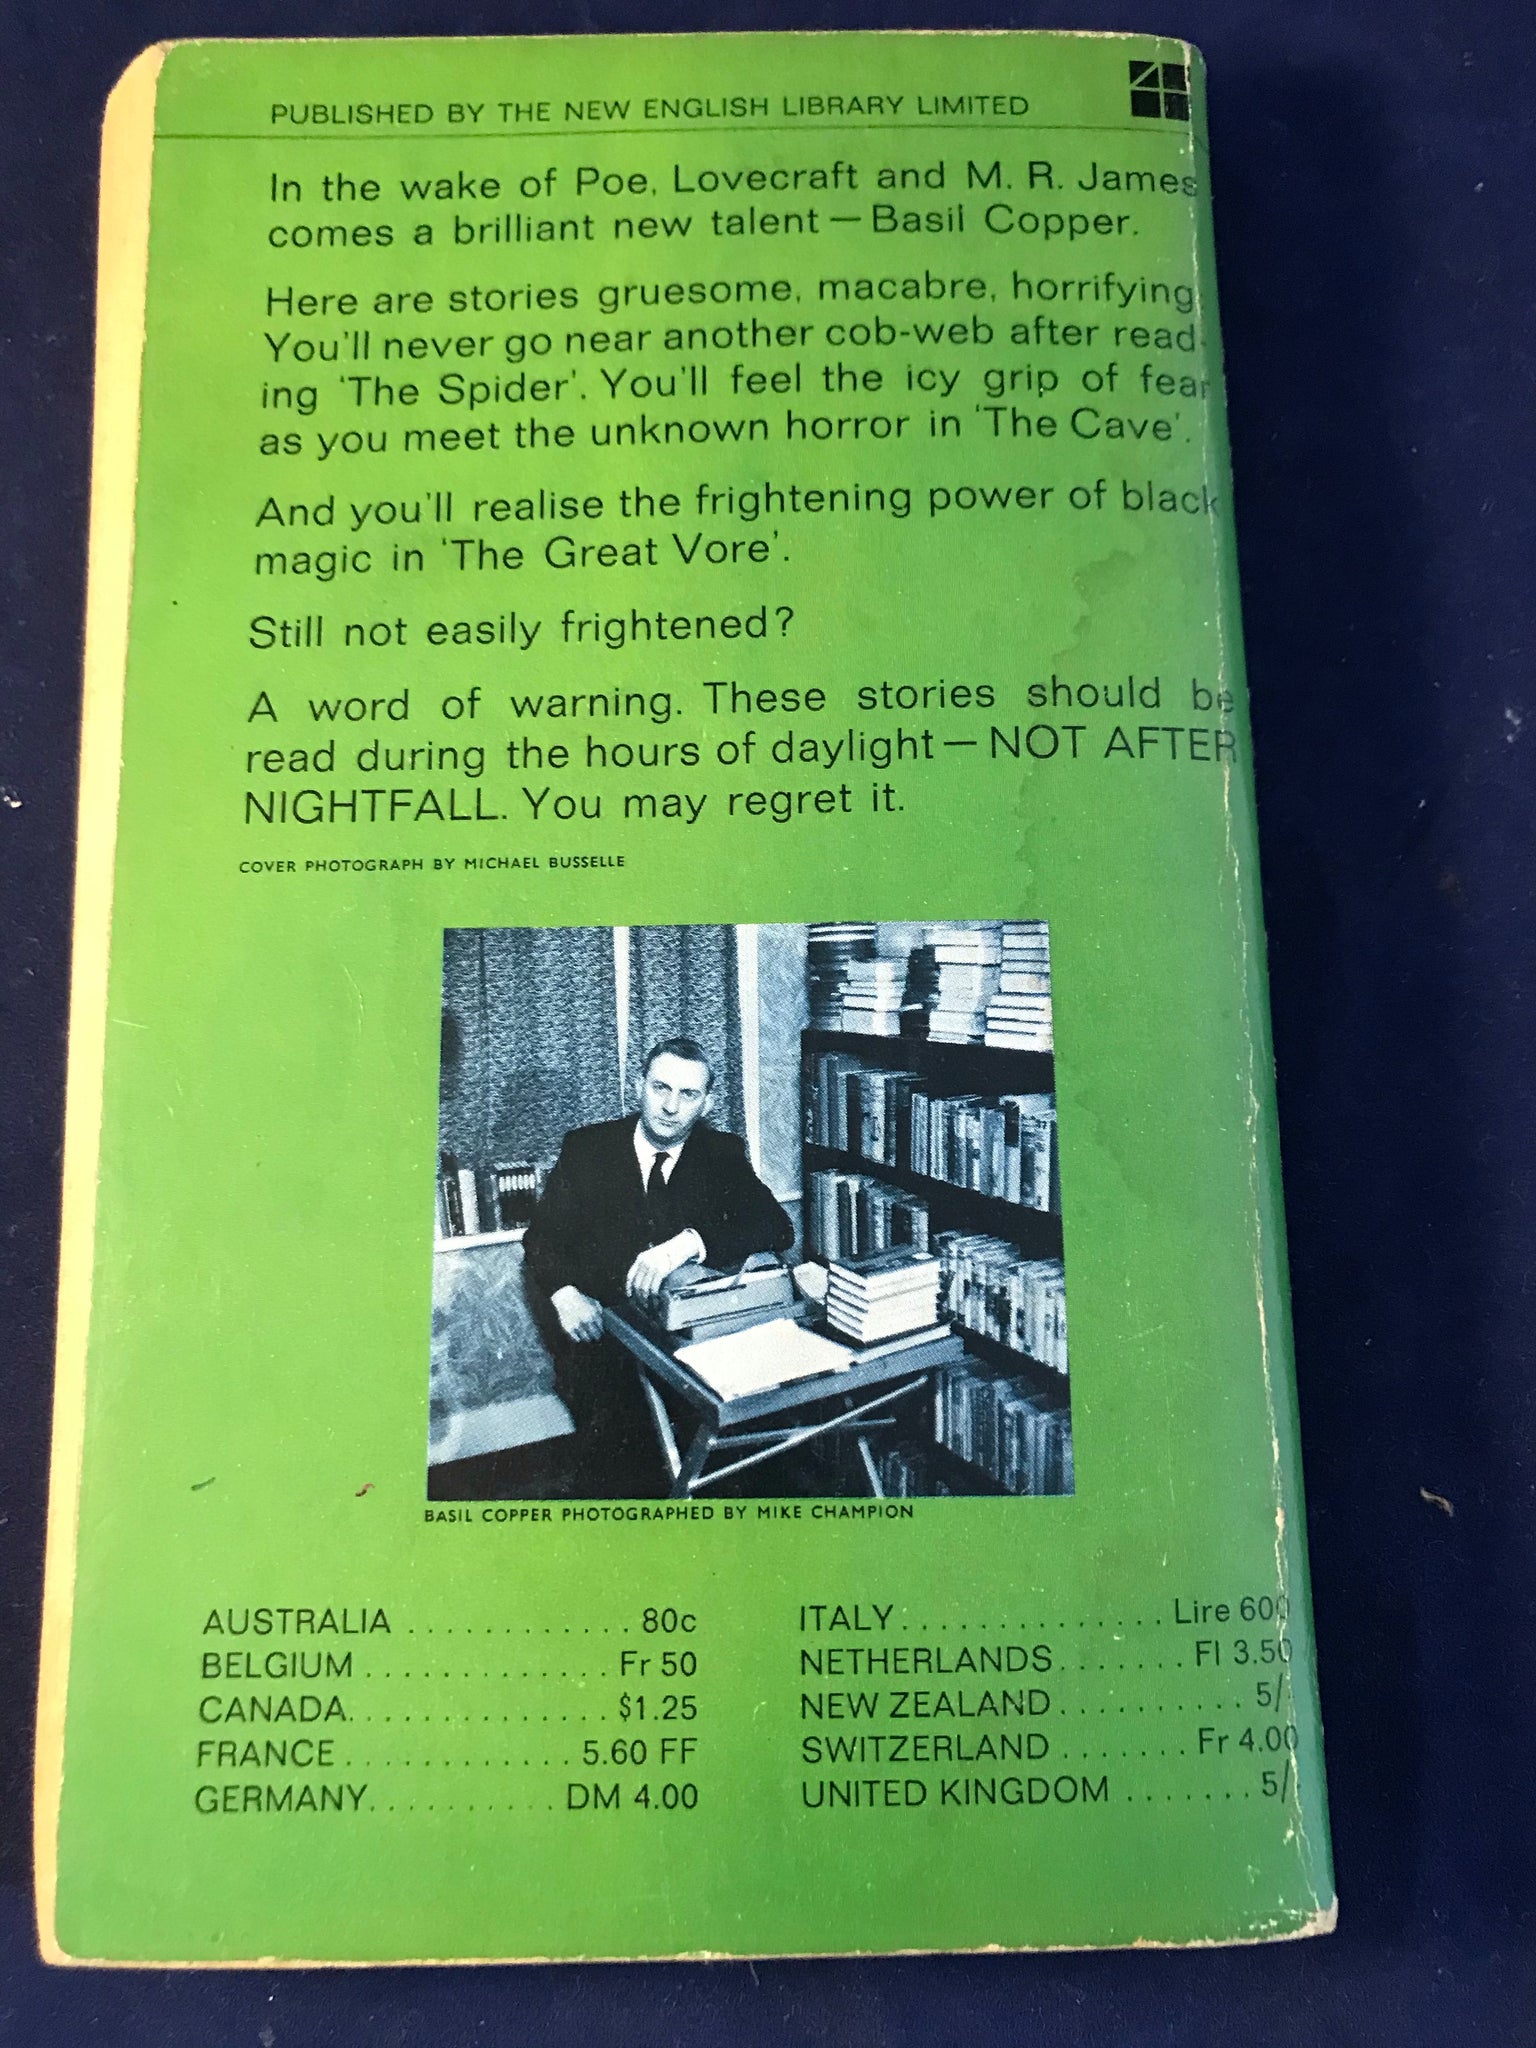 PUBLISHED BY THE NEW ENGLISH LIBRARY LIMITED
In the wake of Poe, Lovecraft and M. R. James
comes a brilliant new talent — Basil Copper.
Here are stories gruesome, macabre, horrifying.
You'll never go near another cob-web after read-
ing 'The Spider'. You'll feel the icy grip of fear
as you meet the unknown horror in 'The Cave'.
And you'll realise the frightening power of black
magic in 'The Great Vore'.
Still not easily frightened?
A word of warning. These stories should be
read during the hours of daylight — NOT AFTER
NIGHTFALL. You may regret it.
COVER PHOTOGRAPH BY MICHAEL BUSSELLE
BASIL COPPER PHOTOGRAPHED BY MIKE CHAMPION
AUSTRALIA . . . . . . . . . . . . 80c
BELGIUM . . . . . . . . . . . . . Fr 50
CANADA. . . . . . . . . . . . . . $1.25
FRANCE . . . . . . . . . . . . 5.60 FF
GERMANY. . . . . . . . . . DM 4.00
ITALY. . . . . . . . . . . . . . Lire 600
NETHERLANDS. . . . . . . Fl 3.50
NEW ZEALAND . . . . . . . . . . 5/-
SWITZERLAND . . . . . . . Fr 4.00
UNITED KINGDOM . . . . . . . 5/-